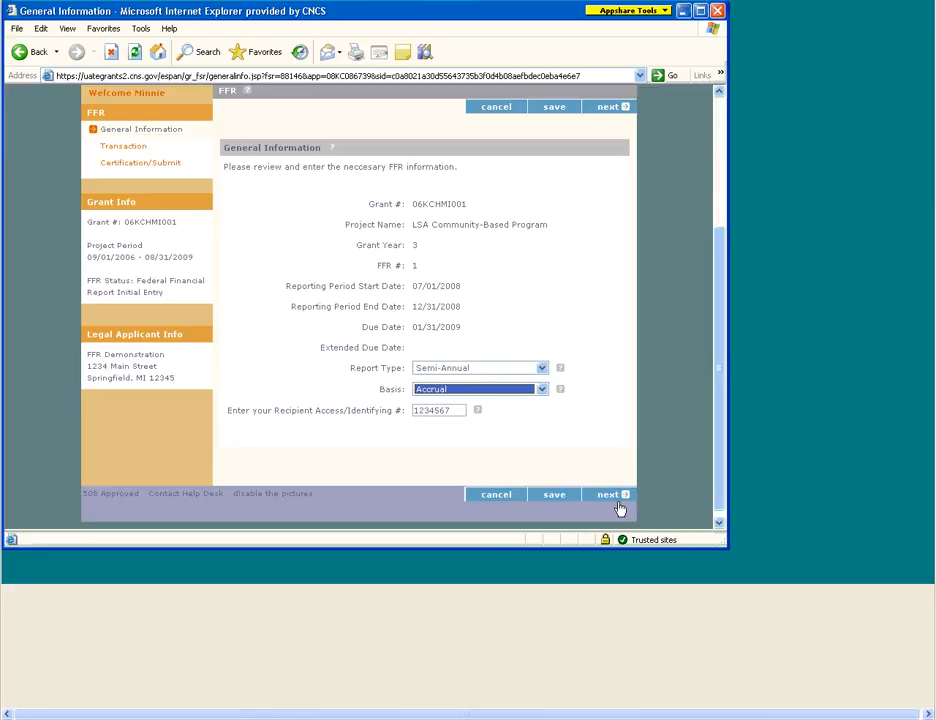 General Information - Microsoft Internet Explorer provided by CNCS
Appshare Tools
File Edit View Favorites Tools Help
Back Search Favorites
Address https://uategrants2.cns.gov/espan/gr_fsr/generalinfo.jsp?fsr=88146&app=08KC086739&sid=c0a8021a30d55643735b3f0d4b08aefbdec0eba4e6e7 Go Links »
Welcome Minnie
FFR
General Information
Transaction
Certification/Submit
Grant Info
Grant #: 06KCHMI001
Project Period
09/01/2006 - 08/31/2009
FFR Status: Federal Financial
Report Initial Entry
Legal Applicant Info
FFR Demonstration
1234 Main Street
Springfield, MI 12345
FFR ?
cancel save next
General Information ?
Please review and enter the neccesary FFR information.
Grant #: 06KCHMI001
Project Name: LSA Community-Based Program
Grant Year: 3
FFR #: 1
Reporting Period Start Date: 07/01/2008
Reporting Period End Date: 12/31/2008
Due Date: 01/31/2009
Extended Due Date:
Report Type: Semi-Annual ?
Basis: Accrual ?
Enter your Recipient Access/Identifying #: 1234567 ?
508 Approved Contact Help Desk disable the pictures
cancel save next
Trusted sites